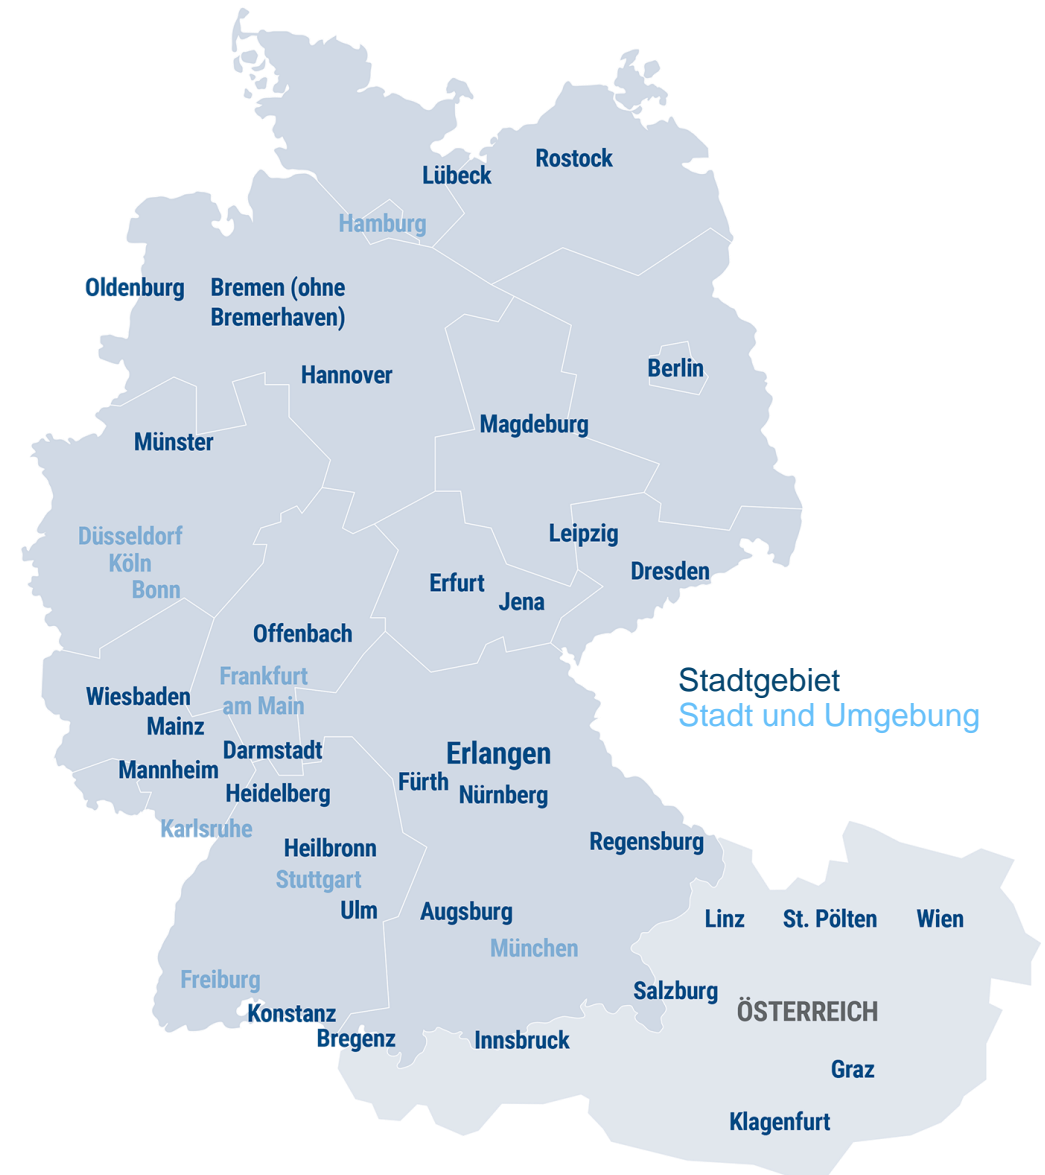 Rostock
Lübeck
Hamburg
Oldenburg
Bremen (ohne
Bremerhaven)
Berlin
Hannover
Magdeburg
Münster
Leipzig
Düsseldorf
Köln
Bonn
Dresden
Erfurt
Jena
Offenbach
Frankfurt
am Main
Wiesbaden
Mainz
Stadtgebiet
Stadt und Umgebung
Darmstadt
Erlangen
Mannheim
Fürth
Nürnberg
Heidelberg
Karlsruhe
Regensburg
Heilbronn
Stuttgart
Ulm
Augsburg
Linz
St. Pölten
Wien
München
Freiburg
Salzburg
ÖSTERREICH
Konstanz
Bregenz
Innsbruck
Graz
Klagenfurt